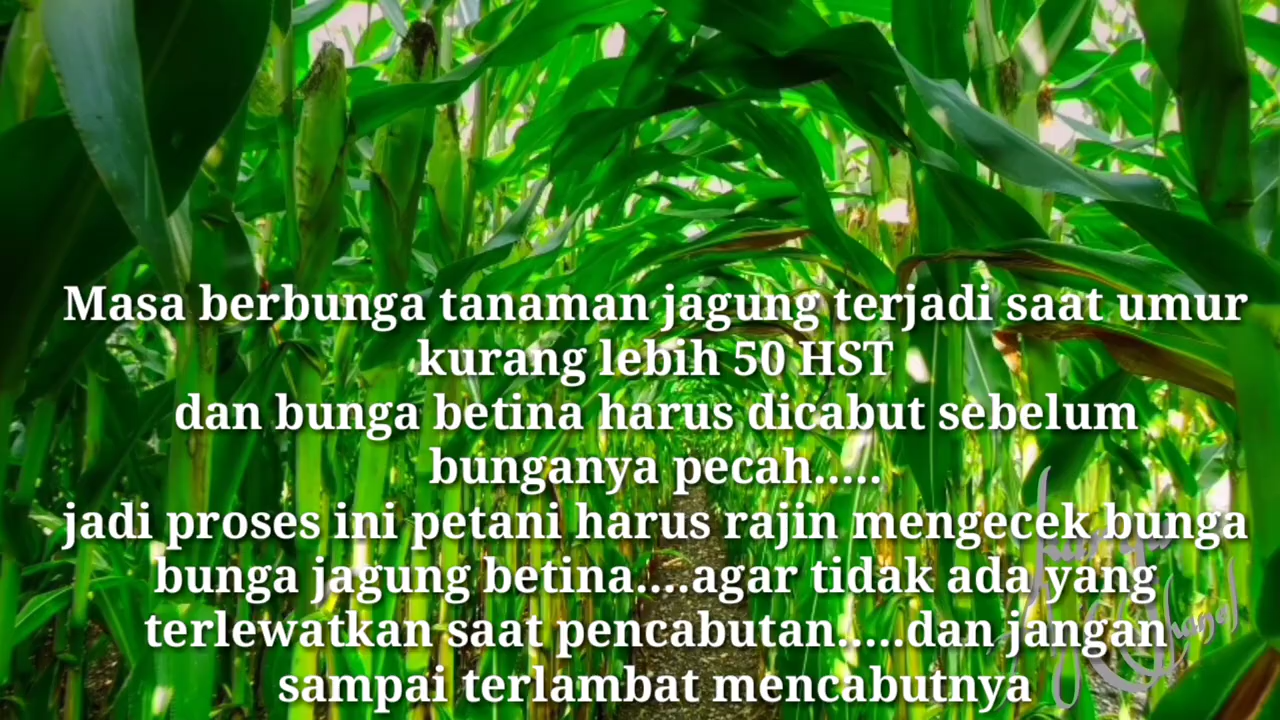 Masa berbunga tanaman jagung terjadi saat umur
kurang lebih 50 HST
dan bunga betina harus dicabut sebelum
bunganya pecah.....
jadi proses ini petani harus rajin mengecek bunga
bunga jagung betina....agar tidak ada yang
terlewatkan saat pencabutan.....dan jangan
sampai terlambat mencabutnya